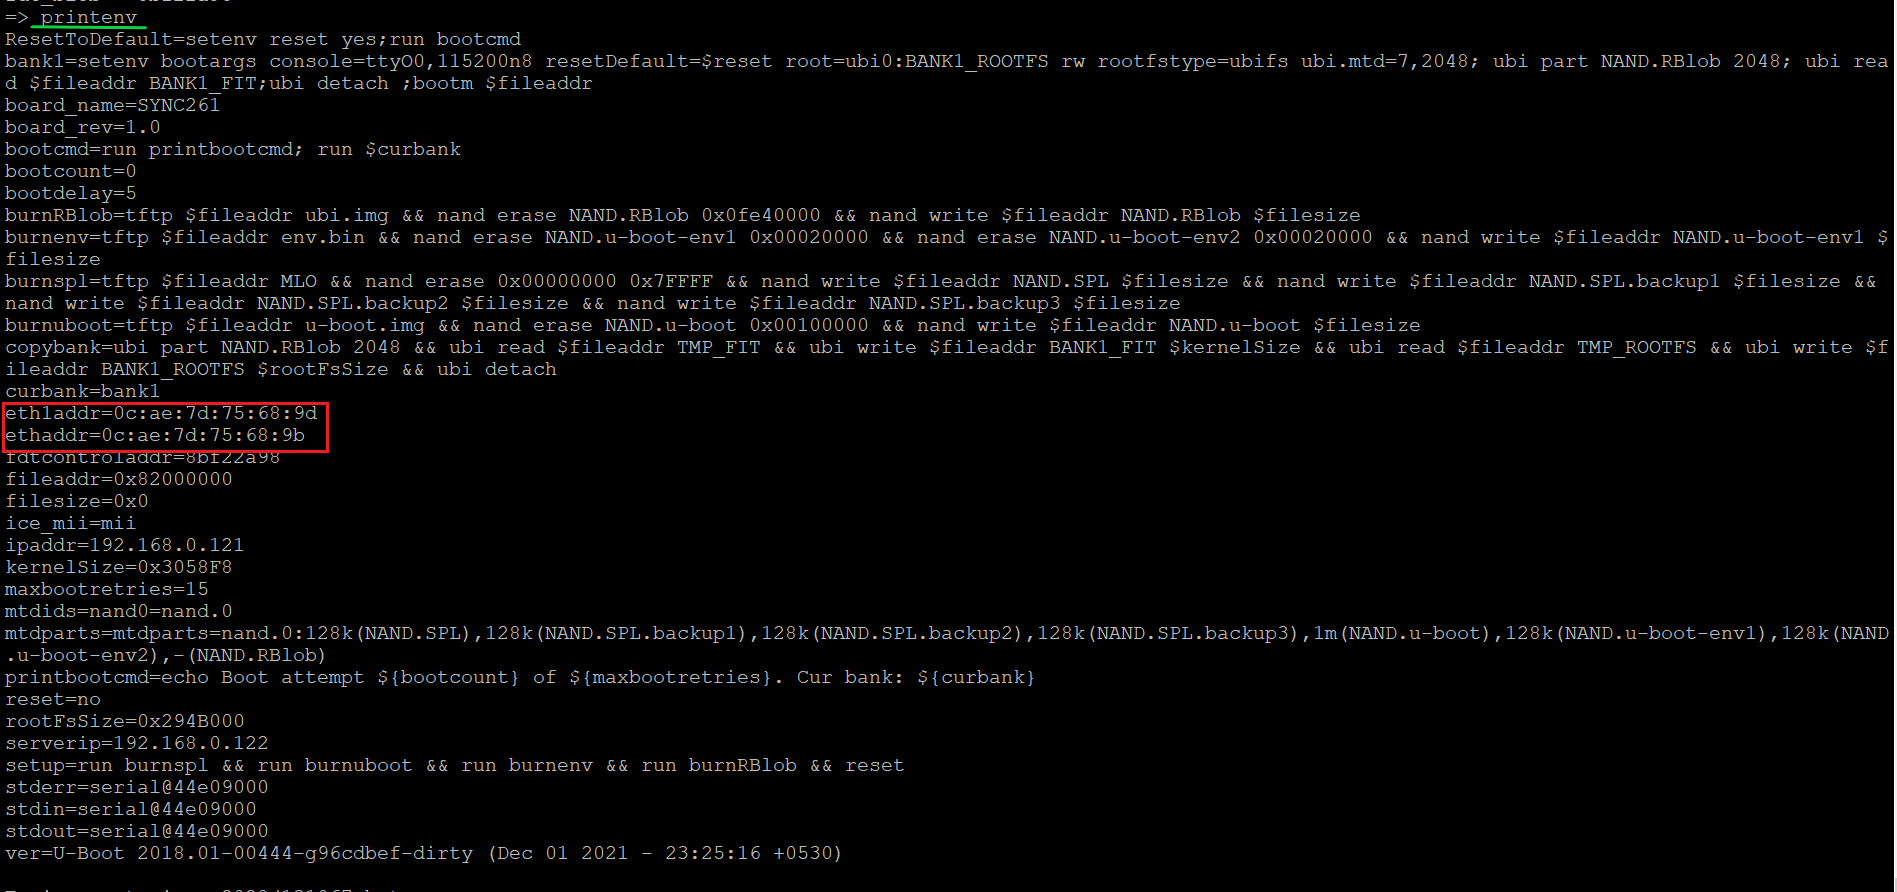 => printenv
ResetToDefault=setenv reset yes;run bootcmd
bank1=setenv bootargs console=ttyO0,115200n8 resetDefault=$reset root=ubi0:BANK1_ROOTFS rw rootfstype=ubifs ubi.mtd=7,2048; ubi part NAND.RBlob 2048; ubi rea
d $fileaddr BANK1_FIT;ubi detach ;bootm $fileaddr
board_name=SYNC261
board_rev=1.0
bootcmd=run printbootcmd; run $curbank
bootcount=0
bootdelay=5
burnRBlob=tftp $fileaddr ubi.img && nand erase NAND.RBlob 0x0fe40000 && nand write $fileaddr NAND.RBlob $filesize
burnenv=tftp $fileaddr env.bin && nand erase NAND.u-boot-env1 0x00020000 && nand erase NAND.u-boot-env2 0x00020000 && nand write $fileaddr NAND.u-boot-env1 $
filesize
burnspl=tftp $fileaddr MLO && nand erase 0x00000000 0x7FFFF && nand write $fileaddr NAND.SPL $filesize && nand write $fileaddr NAND.SPL.backup1 $filesize &&
nand write $fileaddr NAND.SPL.backup2 $filesize && nand write $fileaddr NAND.SPL.backup3 $filesize
burnuboot=tftp $fileaddr u-boot.img && nand erase NAND.u-boot 0x00100000 && nand write $fileaddr NAND.u-boot $filesize
copybank=ubi part NAND.RBlob 2048 && ubi read $fileaddr TMP_FIT && ubi write $fileaddr BANK1_FIT $kernelSize && ubi read $fileaddr TMP_ROOTFS && ubi write $f
ileaddr BANK1_ROOTFS $rootFsSize && ubi detach
curbank=bank1
eth1addr=0c:ae:7d:75:68:9d
ethaddr=0c:ae:7d:75:68:9b
fdtcontroladdr=8bf22a98
fileaddr=0x82000000
filesize=0x0
ice_mii=mii
ipaddr=192.168.0.121
kernelSize=0x3058F8
maxbootretries=15
mtdids=nand0=nand.0
mtdparts=mtdparts=nand.0:128k(NAND.SPL),128k(NAND.SPL.backup1),128k(NAND.SPL.backup2),128k(NAND.SPL.backup3),1m(NAND.u-boot),128k(NAND.u-boot-env1),128k(NAND
.u-boot-env2),-(NAND.RBlob)
printbootcmd=echo Boot attempt ${bootcount} of ${maxbootretries}. Cur bank: ${curbank}
reset=no
rootFsSize=0x294B000
serverip=192.168.0.122
setup=run burnspl && run burnuboot && run burnenv && run burnRBlob && reset
stderr=serial@44e09000
stdin=serial@44e09000
stdout=serial@44e09000
ver=U-Boot 2018.01-00444-g96cdbef-dirty (Dec 01 2021 - 23:25:16 +0530)